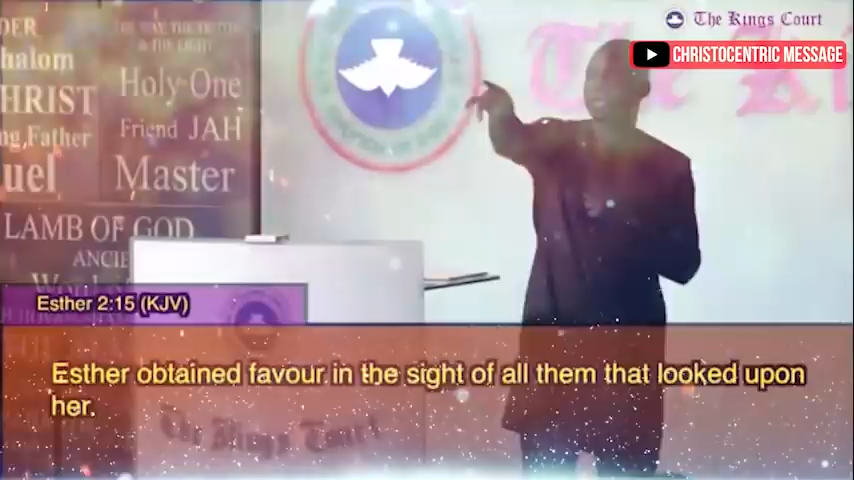 The Kings Court
CHRISTOCENTRIC MESSAGE
DER
THE WAY THE TRUTH
& THE LIGHT
halom
Holy-One
HRIST
ng,Father
Friend JAH
uel
Master
LAMB OF GOD
ANCIE
Esther 2:15 (KJV)
Esther obtained favour in the sight of all them that looked upon
her.
The Kings Court